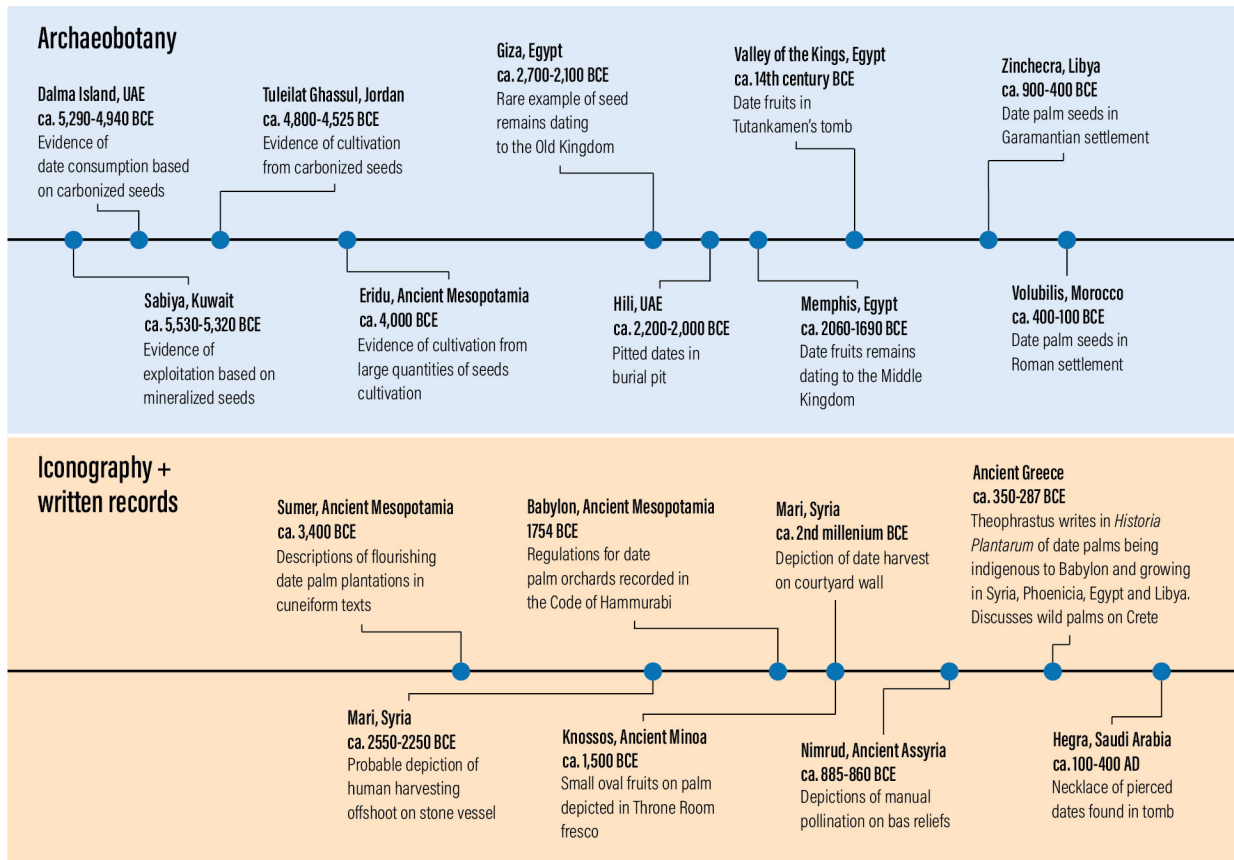 Archaeobotany
Dalma Island, UAE
ca. 5,290-4,940 BCE
Evidence of
date consumption based
on carbonized seeds
Tuleilat Ghassul, Jordan
ca. 4,800-4,525 BCE
Evidence of cultivation
from carbonized seeds
Giza, Egypt
ca. 2,700-2,100 BCE
Rare example of seed
remains dating
to the Old Kingdom
Valley of the Kings, Egypt
ca. 14th century BCE
Date fruits in
Tutankamen's tomb
Zinchecra, Libya
ca. 900-400 BCE
Date palm seeds in
Garamantian settlement
Sabiya, Kuwait
ca. 5,530-5,320 BCE
Evidence of
exploitation based on
mineralized seeds
Eridu, Ancient Mesopotamia
ca. 4,000 BCE
Evidence of cultivation from
large quantities of seeds
cultivation
Hili, UAE
ca. 2,200-2,000 BCE
Pitted dates in
burial pit
Memphis, Egypt
ca. 2060-1690 BCE
Date fruits remains
dating to the Middle
Kingdom
Volubilis, Morocco
ca. 400-100 BCE
Date palm seeds in
Roman settlement
Iconography +
written records
Sumer, Ancient Mesopotamia
ca. 3,400 BCE
Descriptions of flourishing
date palm plantations in
cuneiform texts
Babylon, Ancient Mesopotamia
1754 BCE
Regulations for date
palm orchards recorded in
the Code of Hammurabi
Mari, Syria
ca. 2nd millenium BCE
Depiction of date harvest
on courtyard wall
Ancient Greece
ca. 350-287 BCE
Theophrastus writes in Historia
Plantarum of date palms being
indigenous to Babylon and growing
in Syria, Phoenicia, Egypt and Libya.
Discusses wild palms on Crete
Mari, Syria
ca. 2550-2250 BCE
Probable depiction of
human harvesting
offshoot on stone vessel
Knossos, Ancient Minoa
ca. 1,500 BCE
Small oval fruits on palm
depicted in Throne Room
fresco
Nimrud, Ancient Assyria
ca. 885-860 BCE
Depictions of manual
pollination on bas reliefs
Hegra, Saudi Arabia
ca. 100-400 AD
Necklace of pierced
dates found in tomb